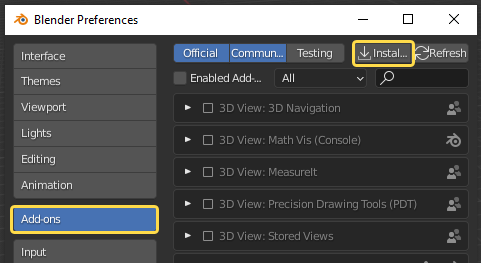 Blender Preferences
Interface
Themes
Viewport
Lights
Editing
Animation
Add-ons
Input
Official Commun... Testing Instal... Refresh
Enabled Add-... All
3D View: 3D Navigation
3D View: Math Vis (Console)
3D View: MeasureIt
3D View: Precision Drawing Tools (PDT)
3D View: Stored Views